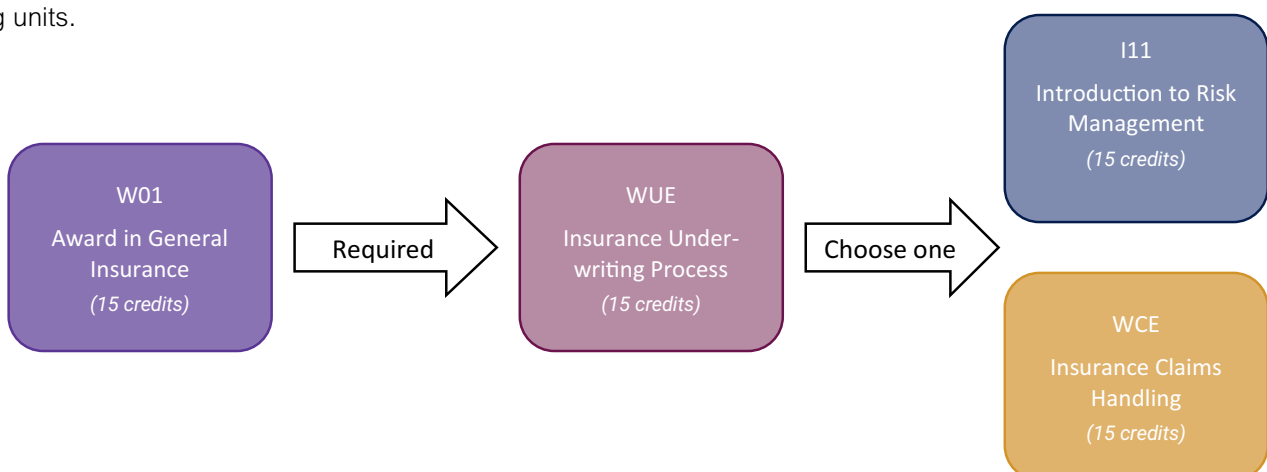 g units.
W01
Award in General
Insurance
(15 credits)
Required
WUE
Insurance Under-
writing Process
(15 credits)
Choose one
I11
Introduction to Risk
Management
(15 credits)
WCE
Insurance Claims
Handling
(15 credits)